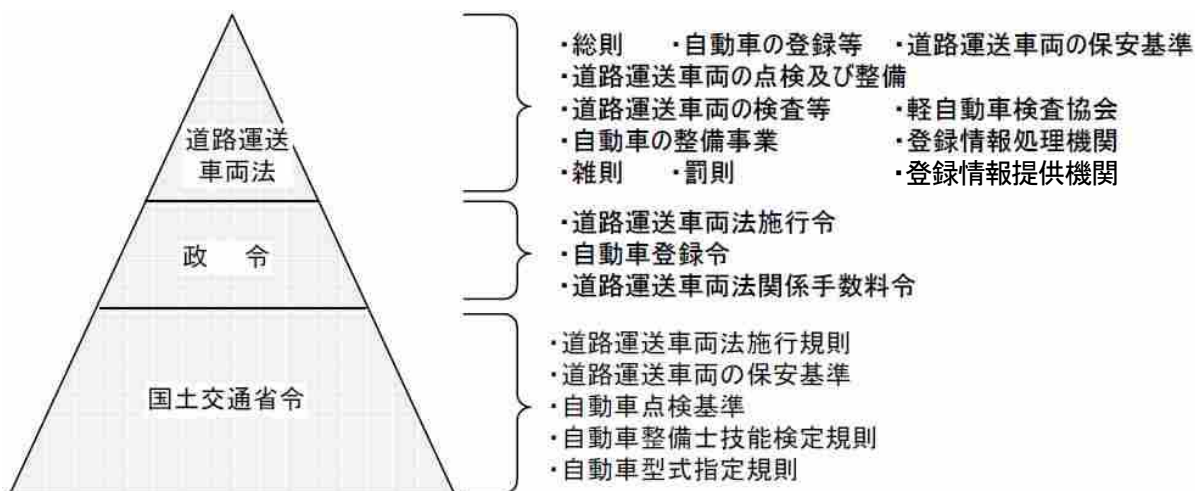 道路運送
車両法
・総則 ・自動車の登録等 ・道路運送車両の保安基準
・道路運送車両の点検及び整備
・道路運送車両の検査等 ・軽自動車検査協会
・自動車の整備事業 ・登録情報処理機関
・雑則 ・罰則 ・登録情報提供機関
政 令
・道路運送車両法施行令
・自動車登録令
・道路運送車両法関係手数料令
国土交通省令
・道路運送車両法施行規則
・道路運送車両の保安基準
・自動車点検基準
・自動車整備士技能検定規則
・自動車型式指定規則